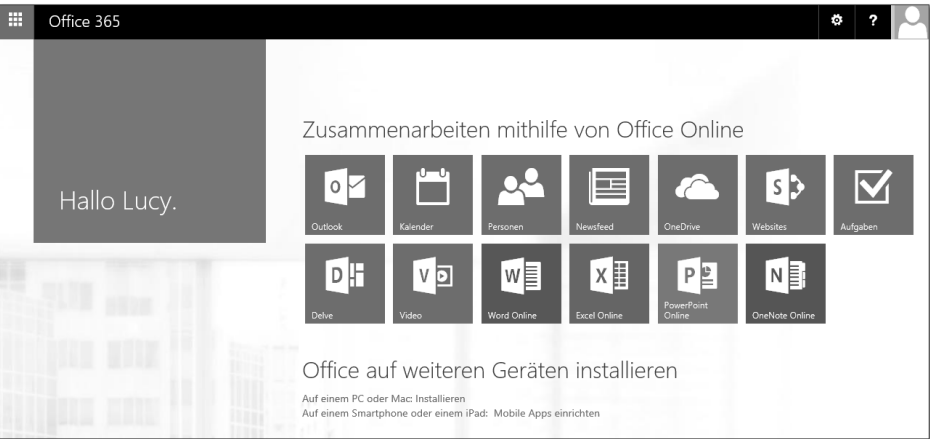 Office 365
?
Hallo Lucy.
Zusammenarbeiten mithilfe von Office Online
O
S
Outlook
Kalender
Personen
Newsfeed
OneDrive
Websites
Aufgaben
D
V
W
X
P
N
Delve
Video
Word Online
Excel Online
PowerPoint
Online
OneNote Online
Office auf weiteren Geräten installieren
Auf einem PC oder Mac: Installieren
Auf einem Smartphone oder einem iPad: Mobile Apps einrichten